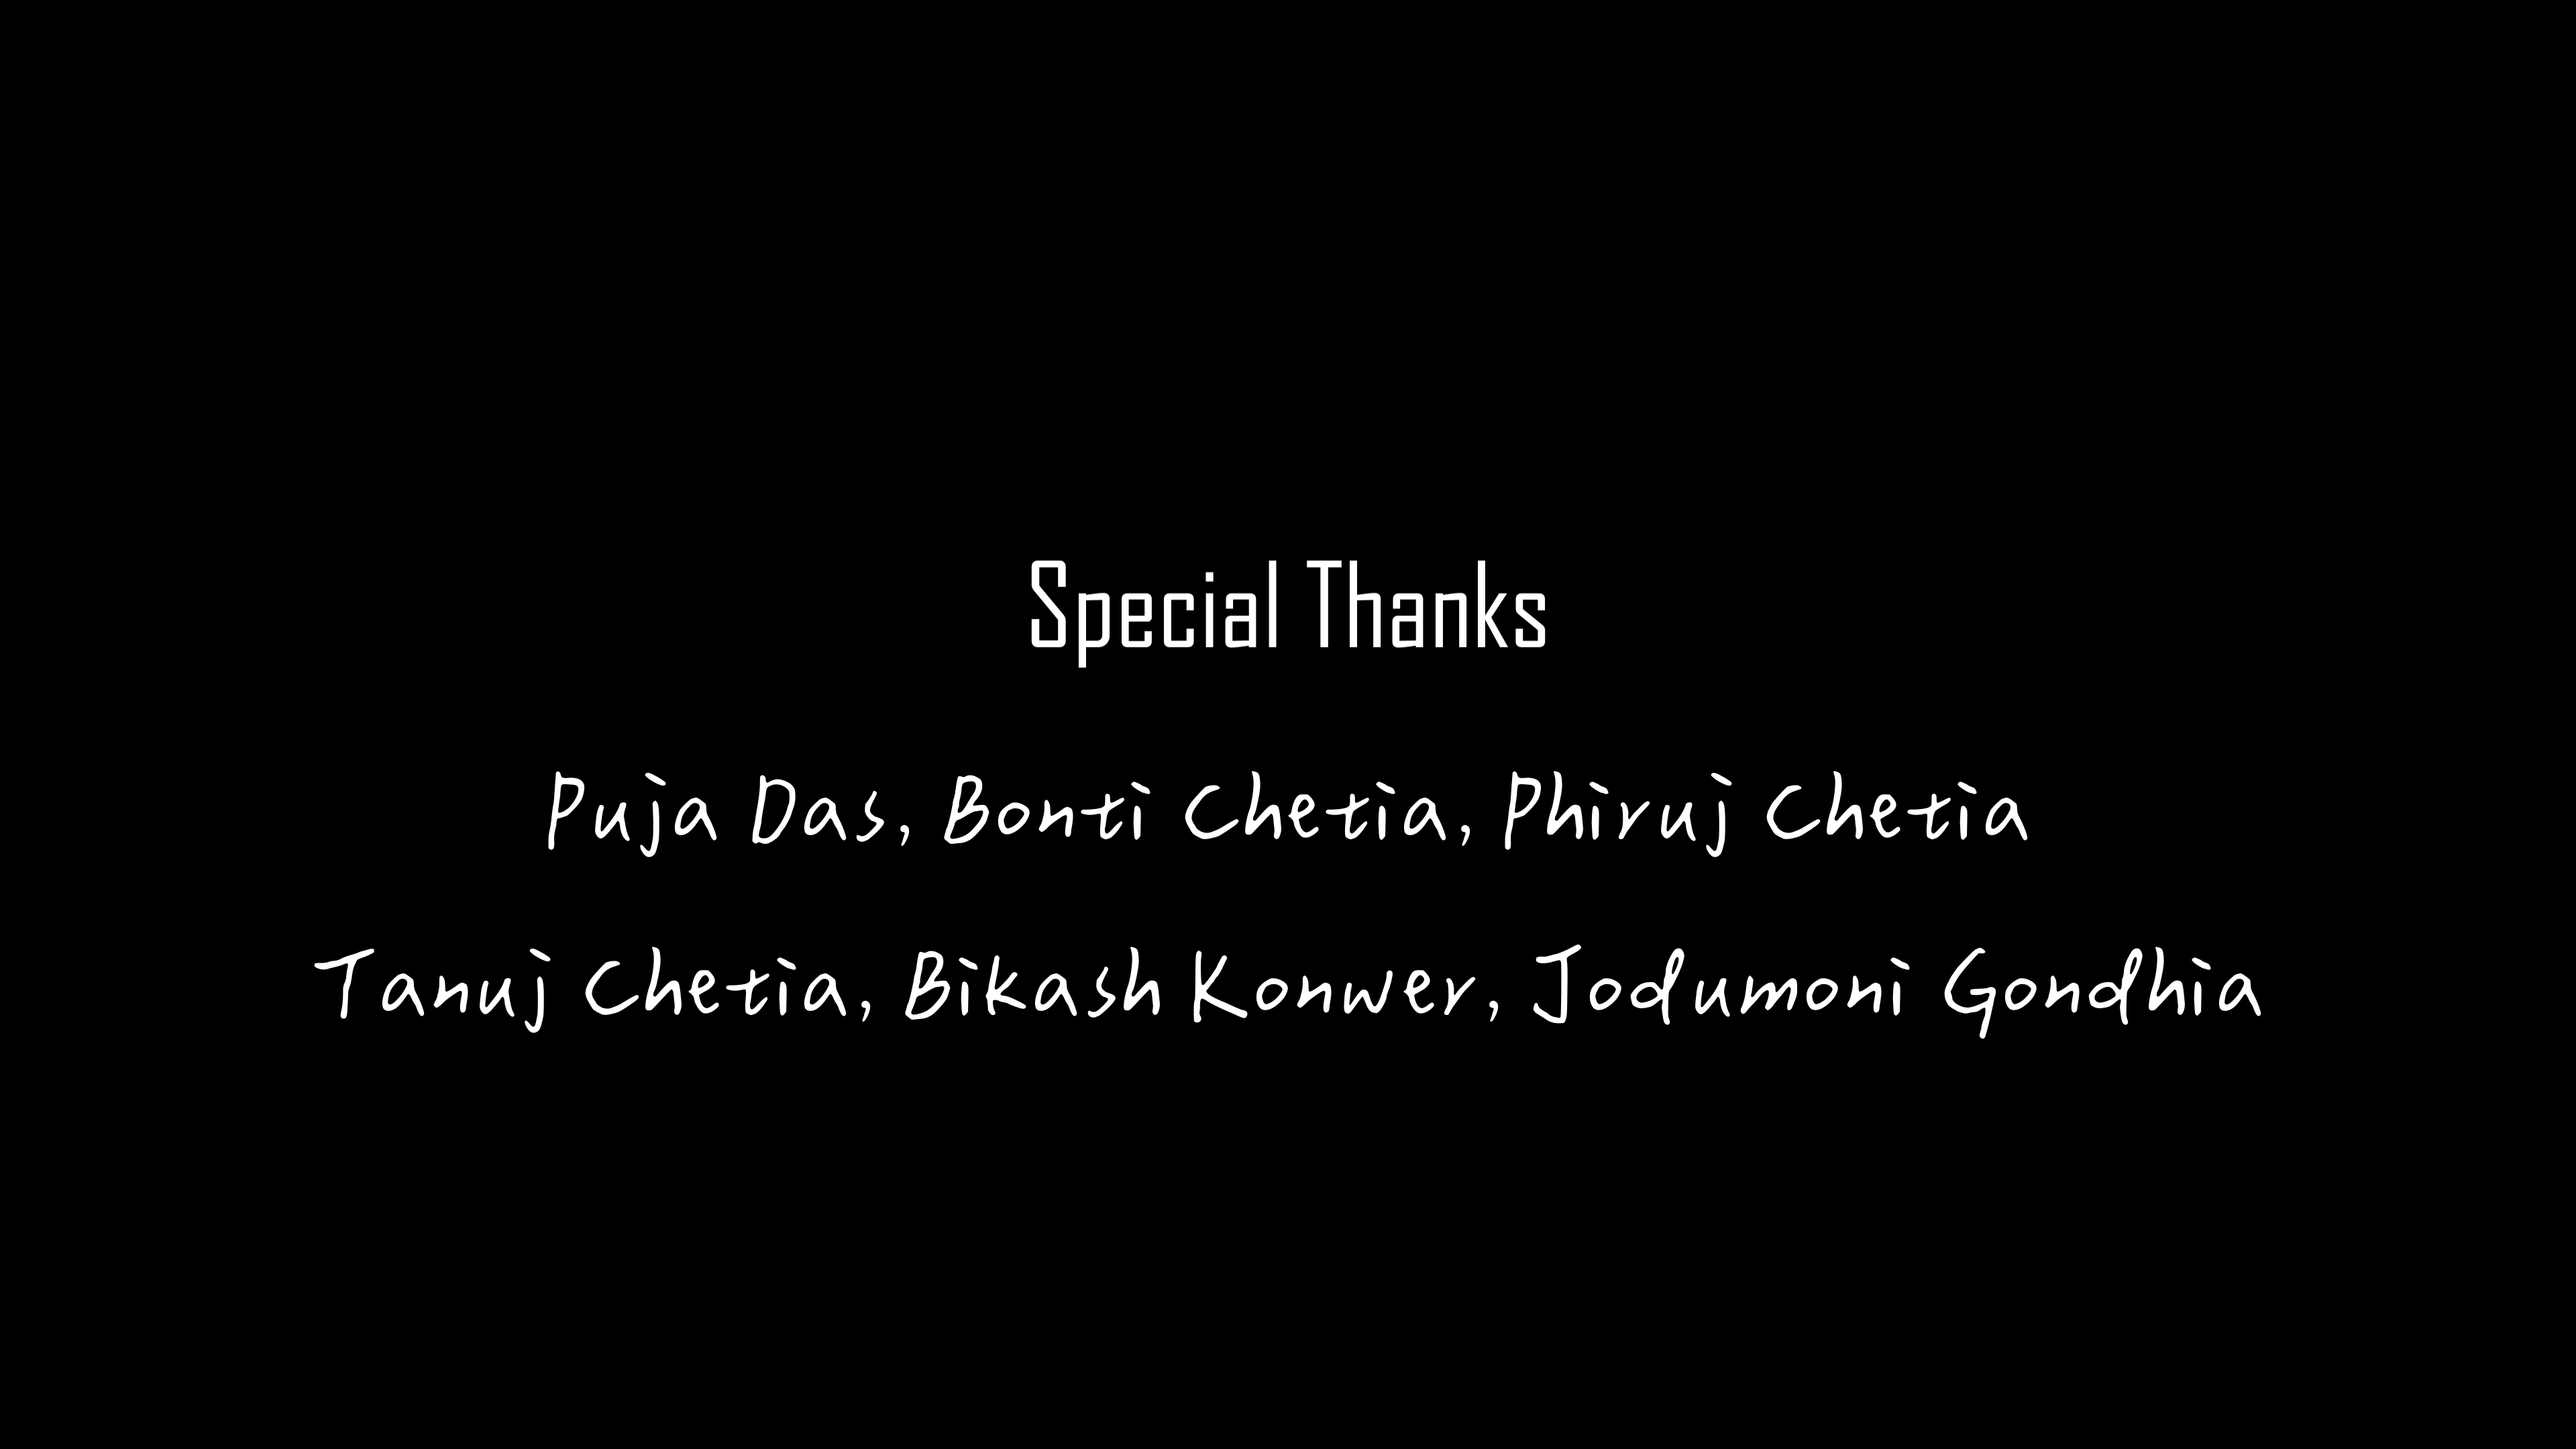 Special Thanks
Puja Das, Bonti Chetia, Phiruj Chetia
Tanuj Chetia, Bikash Konwer, Jodumoni Gondhia